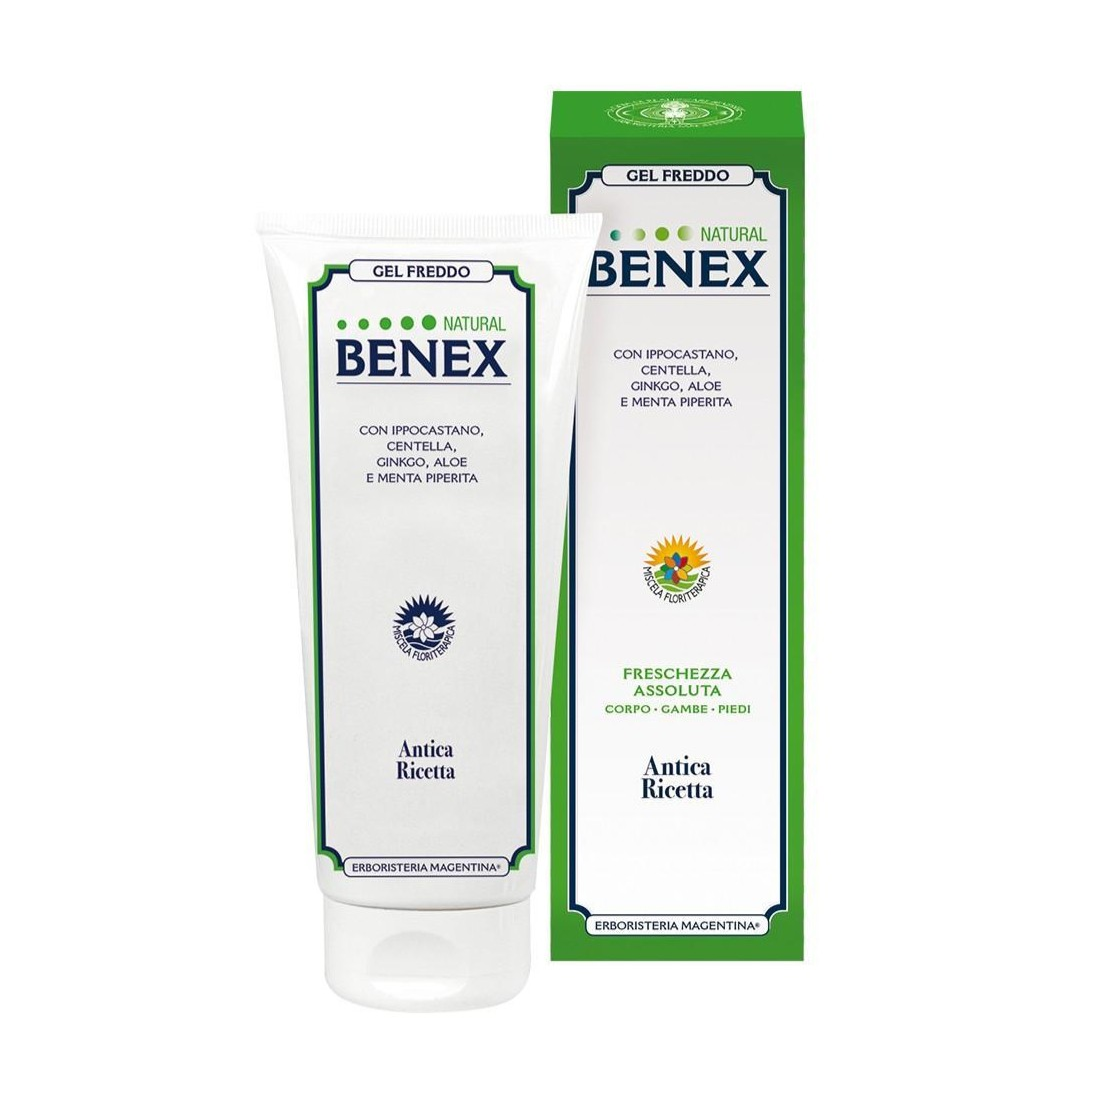 GEL FREDDO
NATURAL
BENEX
CON IPPOCASTANO,
CENTELLA,
GINKGO, ALOE
E MENTA PIPERITA
MISCELA FLORITERAPICA
Antica
Ricetta
ERBORISTERIA MAGENTINA®
GEL FREDDO
NATURAL
BENEX
CON IPPOCASTANO,
CENTELLA,
GINKGO, ALOE
E MENTA PIPERITA
MISCELA FLORITERAPICA
FRESCHEZZA
ASSOLUTA
CORPO • GAMBE • PIEDI
Antica
Ricetta
ERBORISTERIA MAGENTINA®